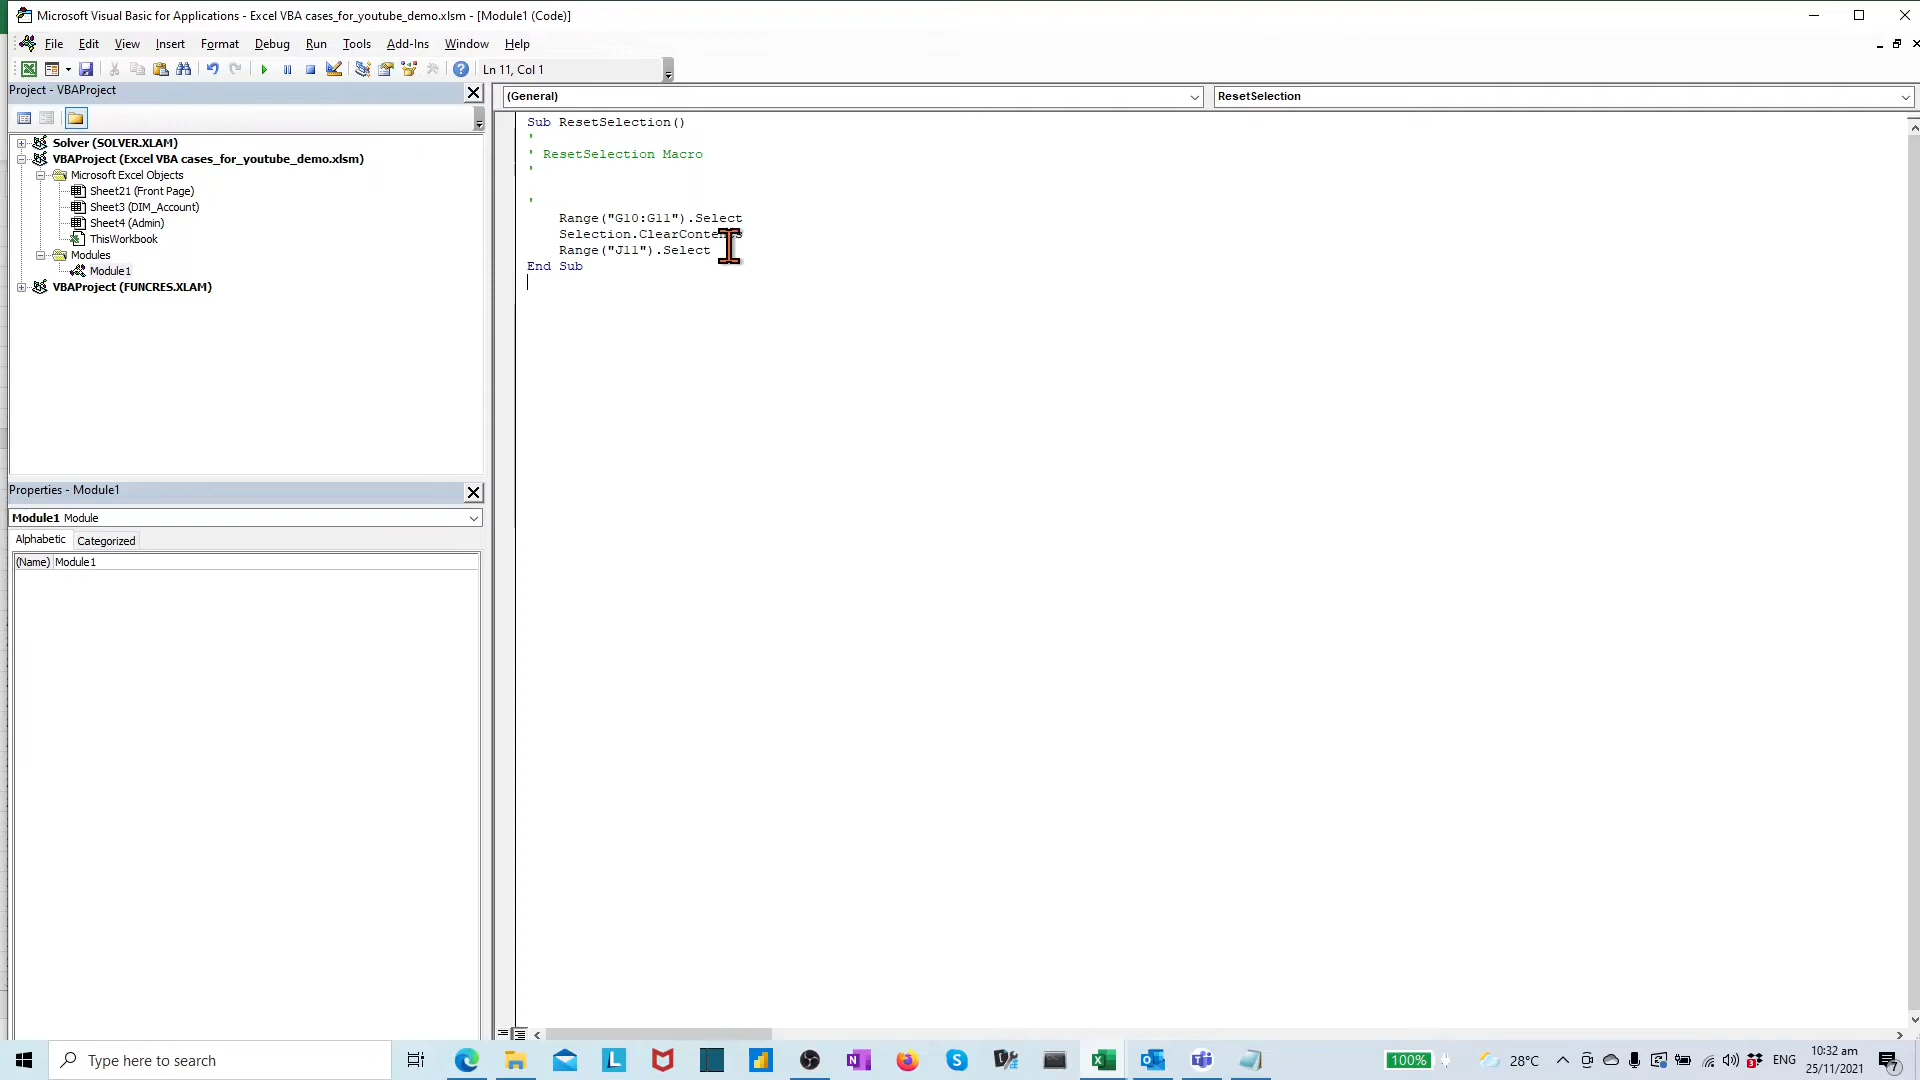 Microsoft Visual Basic for Applications - Excel VBA cases_for_youtube_demo.xlsm - [Module1 (Code)]
File Edit View Insert Format Debug Run Tools Add-Ins Window Help
Ln 11, Col 1
Project - VBAProject
(General)
ResetSelection
Solver (SOLVER.XLAM)
VBAProject (Excel VBA cases_for_youtube_demo.xlsm)
Microsoft Excel Objects
Sheet21 (Front Page)
Sheet3 (DIM_Account)
Sheet4 (Admin)
ThisWorkbook
Modules
Module1
VBAProject (FUNCRES.XLAM)
Sub ResetSelection()
'
' ResetSelection Macro
'
'
Range("G10:G11").Select
Selection.ClearContents
Range("J11").Select
End Sub
Properties - Module1
Module1 Module
Alphabetic Categorized
(Name) Module1
Type here to search
100%
28°C
ENG
10:32 am
25/11/2021